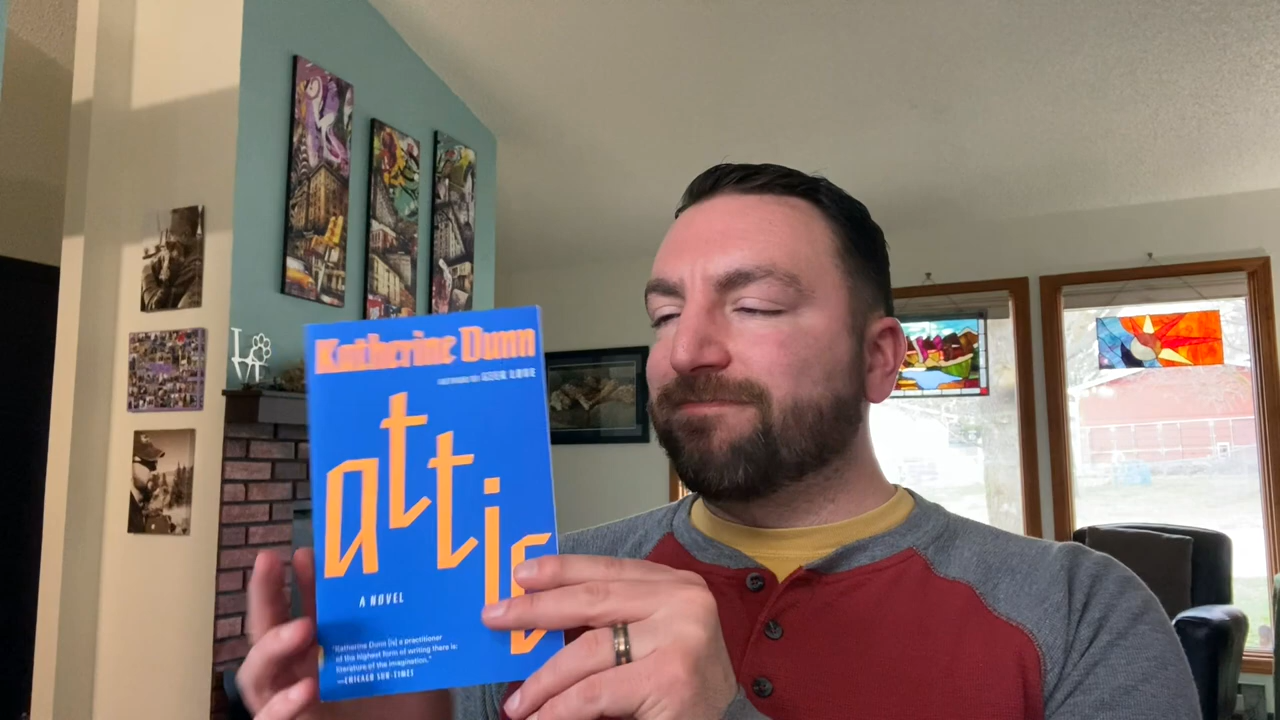 Katherine Dunn
attic
A NOVEL
"Katherine Dunn [is] a practitioner
of the highest form of writing there is:
literature of the imagination."
—CHICAGO SUN-TIMES